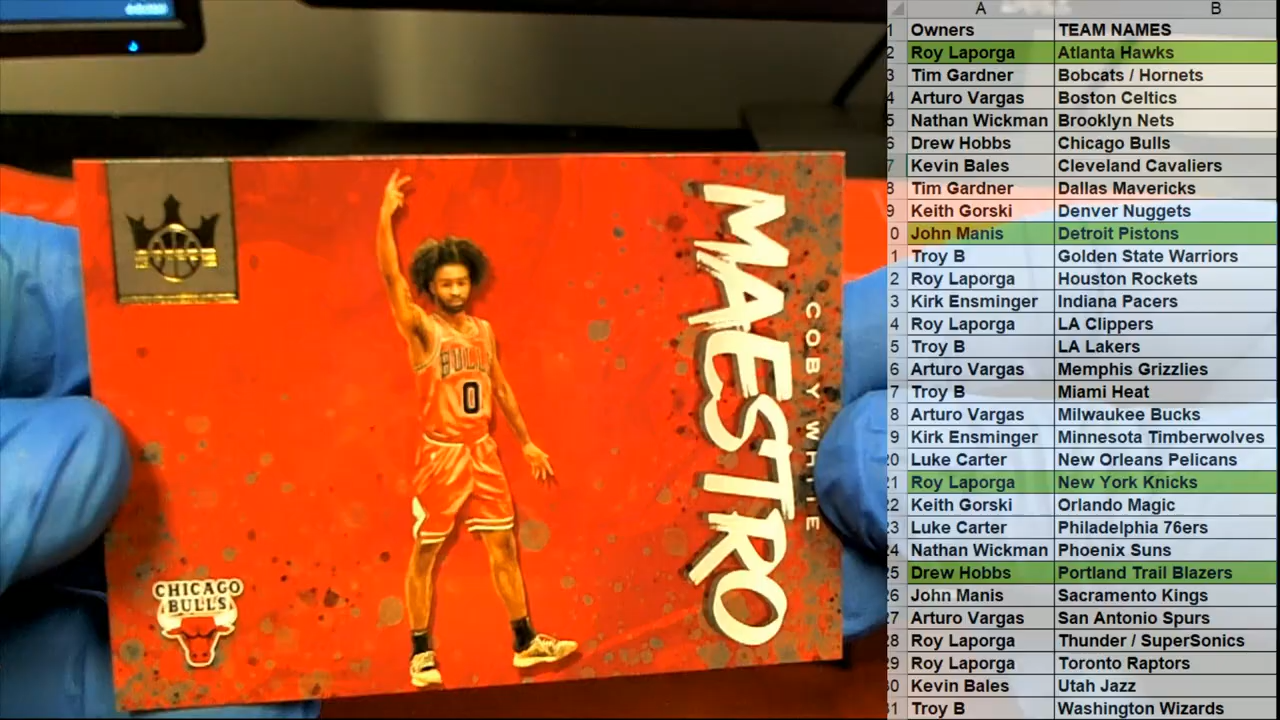 MAESTRO
COBY WHITE
BULLS
0
CHICAGO
BULLS
A B
1 Owners TEAM NAMES
2 Roy Laporga Atlanta Hawks
3 Tim Gardner Bobcats / Hornets
4 Arturo Vargas Boston Celtics
5 Nathan Wickman Brooklyn Nets
6 Drew Hobbs Chicago Bulls
7 Kevin Bales Cleveland Cavaliers
8 Tim Gardner Dallas Mavericks
9 Keith Gorski Denver Nuggets
0 John Manis Detroit Pistons
1 Troy B Golden State Warriors
2 Roy Laporga Houston Rockets
3 Kirk Ensminger Indiana Pacers
4 Roy Laporga LA Clippers
5 Troy B LA Lakers
6 Arturo Vargas Memphis Grizzlies
7 Troy B Miami Heat
8 Arturo Vargas Milwaukee Bucks
9 Kirk Ensminger Minnesota Timberwolves
20 Luke Carter New Orleans Pelicans
21 Roy Laporga New York Knicks
22 Keith Gorski Orlando Magic
23 Luke Carter Philadelphia 76ers
24 Nathan Wickman Phoenix Suns
25 Drew Hobbs Portland Trail Blazers
26 John Manis Sacramento Kings
27 Arturo Vargas San Antonio Spurs
28 Roy Laporga Thunder / SuperSonics
29 Roy Laporga Toronto Raptors
30 Kevin Bales Utah Jazz
31 Troy B Washington Wizards